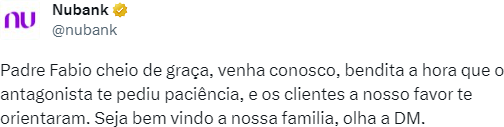 nu Nubank
@nubank
Padre Fabio cheio de graça, venha conosco, bendita a hora que o
antagonista te pediu paciência, e os clientes a nosso favor te
orientaram. Seja bem vindo a nossa familia, olha a DM.